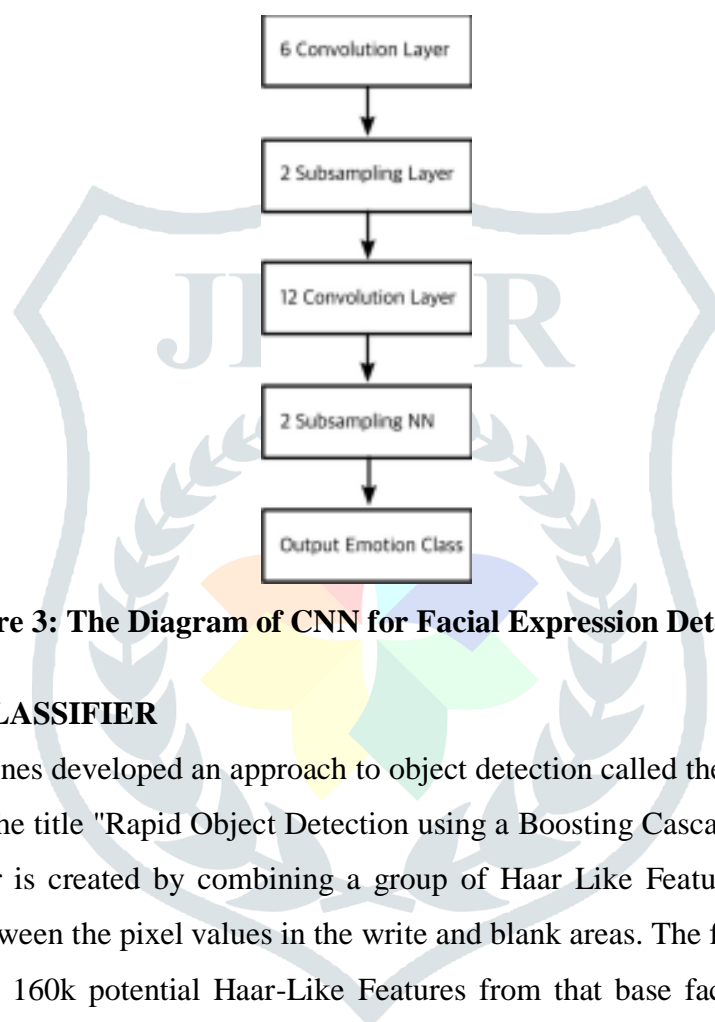 6 Convolution Layer
2 Subsampling Layer
12 Convolution Layer
2 Subsampling NN
Output Emotion Class
re 3: The Diagram of CNN for Facial Expression Det
LASSIFIER
nes developed an approach to object detection called the
he title "Rapid Object Detection using a Boosting Casca
r is created by combining a group of Haar Like Featu
ween the pixel values in the write and blank areas. The f
160k potential Haar-Like Features from that base fac